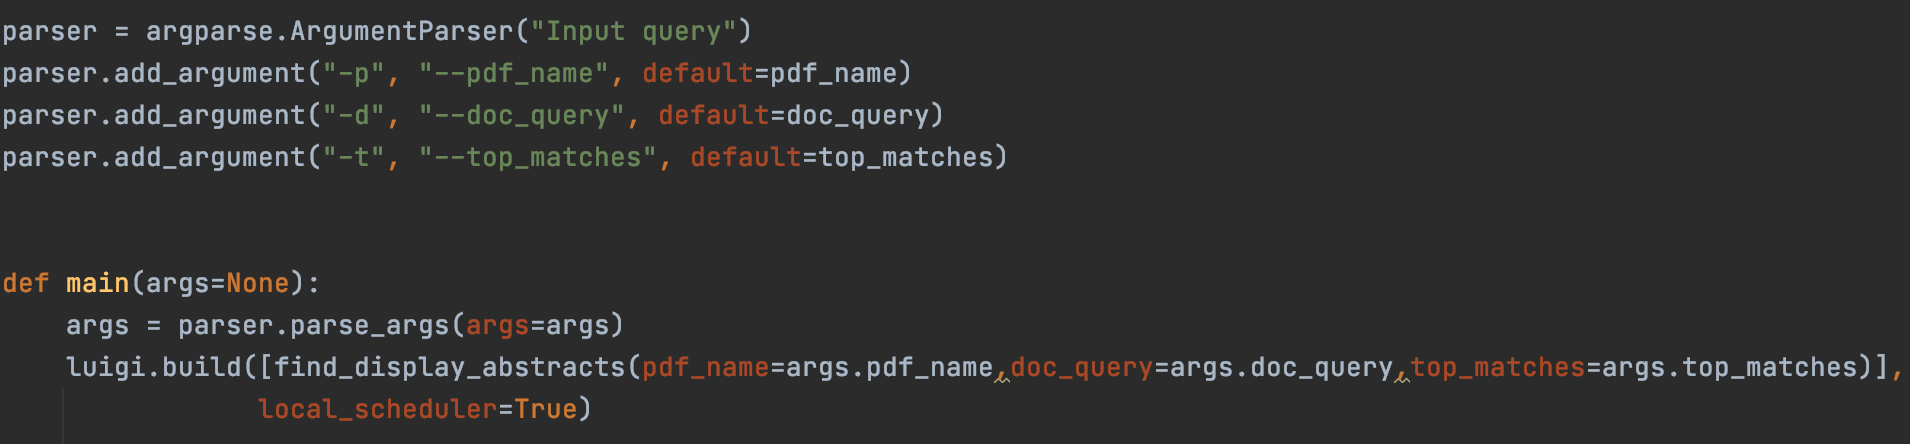 parser = argparse.ArgumentParser("Input query")
parser.add_argument("-p", "--pdf_name", default=pdf_name)
parser.add_argument("-d", "--doc_query", default=doc_query)
parser.add_argument("-t", "--top_matches", default=top_matches)
def main(args=None):
    args = parser.parse_args(args=args)
    luigi.build([find_display_abstracts(pdf_name=args.pdf_name,doc_query=args.doc_query,top_matches=args.top_matches)],
                local_scheduler=True)